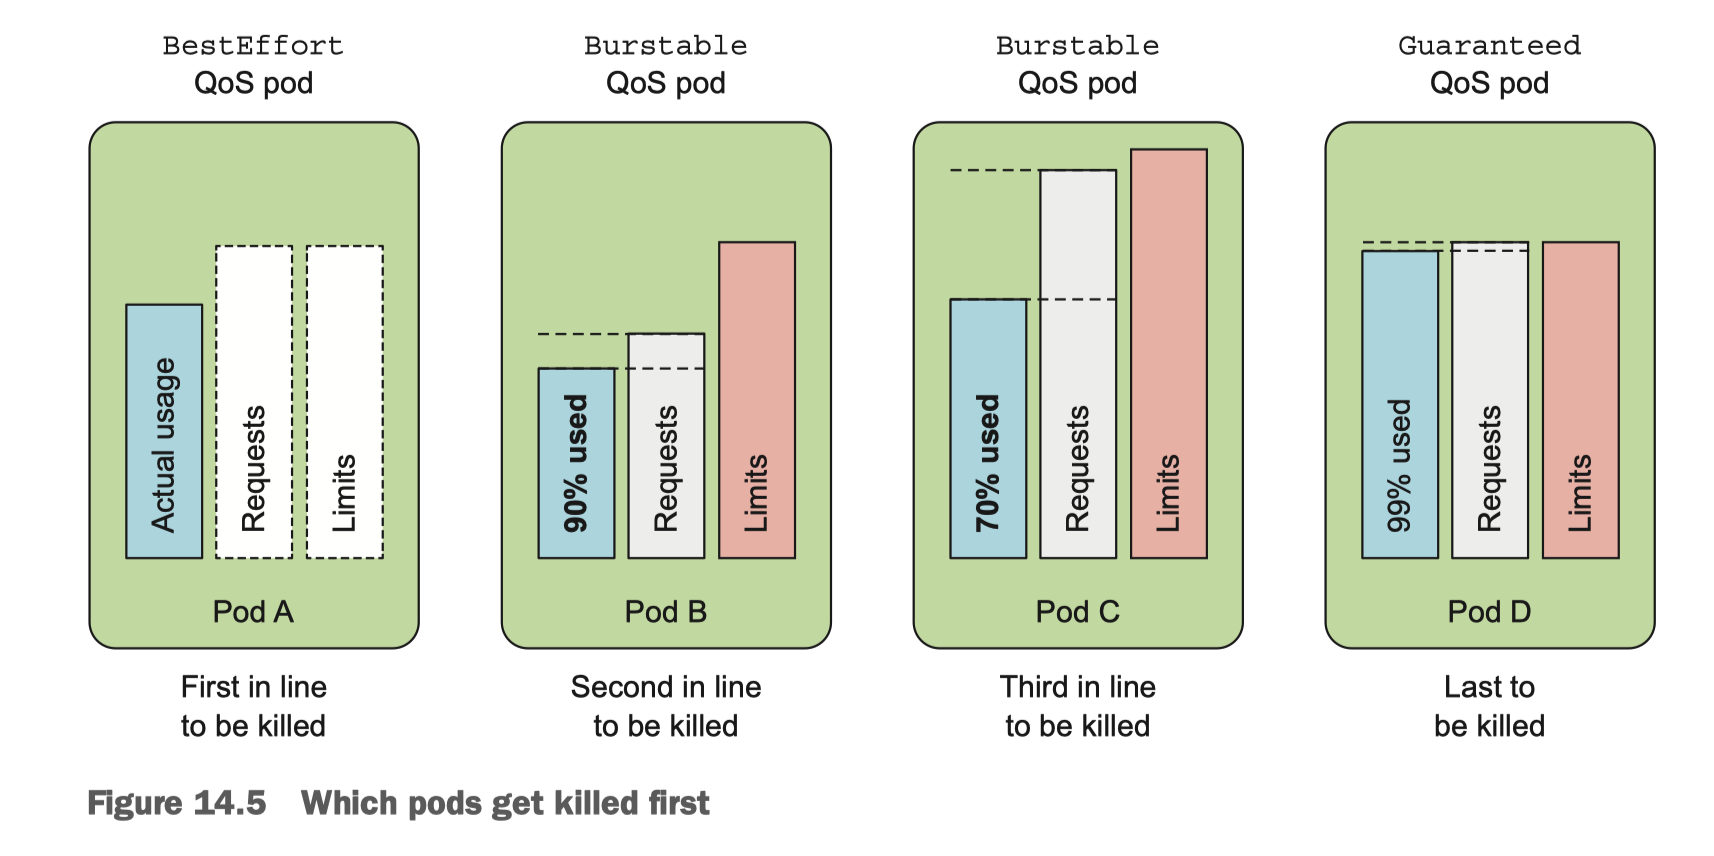 BestEffort
QoS pod
Burstable
QoS pod
Burstable
QoS pod
Guaranteed
QoS pod
Actual usage
Requests
Limits
Pod A
90% used
Requests
Limits
Pod B
70% used
Requests
Limits
Pod C
99% used
Requests
Limits
Pod D
First in line
to be killed
Second in line
to be killed
Third in line
to be killed
Last to
be killed
Figure 14.5 Which pods get killed first